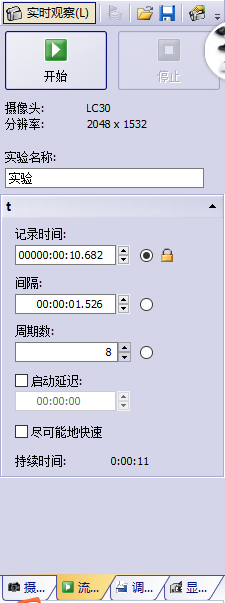 实时观察(L)
开始
停止
摄像头: LC30
分辨率: 2048 x 1532
实验名称:
实验
t
记录时间:
00000:00:10.682
间隔:
00:00:01.526
周期数:
8
启动延迟:
00:00:00
尽可能地快速
持续时间: 0:00:11
摄... 流... 调... 显...